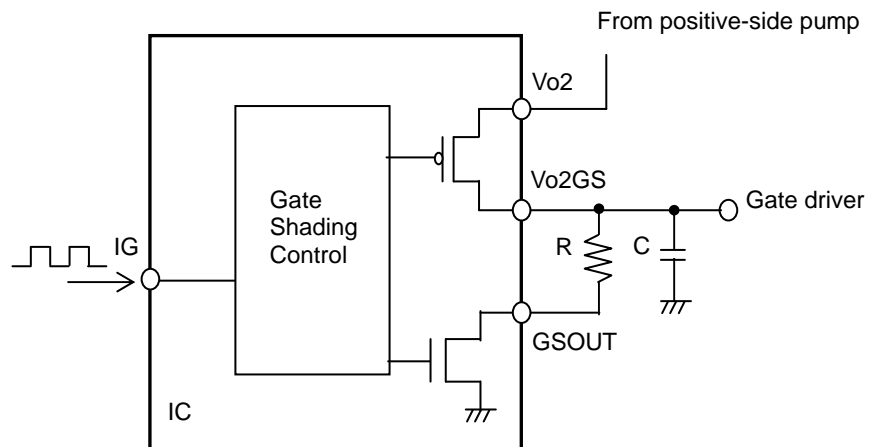 From positive-side pump
Vo2
Vo2GS
Gate driver
Gate
Shading
Control
IG
R
C
GSOUT
IC